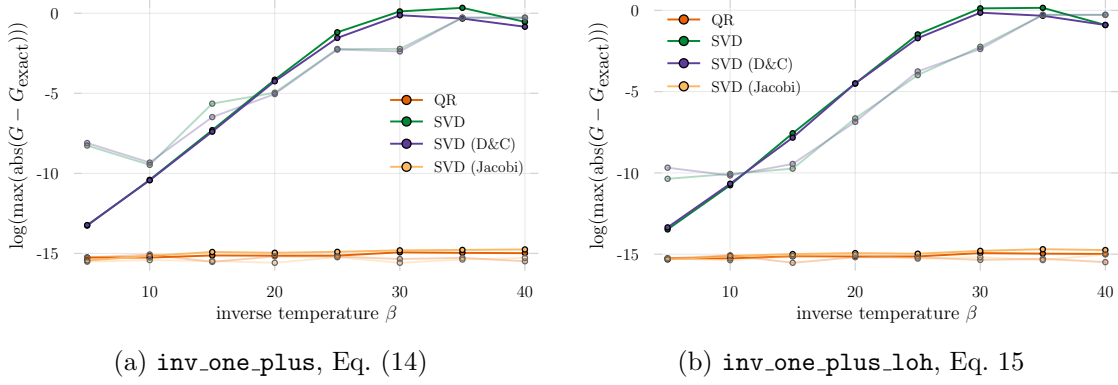 log(max(abs(G − G_exact)))
0
-5
-10
-15
10
20
30
40
inverse temperature β
QR
SVD
SVD (D&C)
SVD (Jacobi)
(a) inv_one_plus, Eq. (14)
log(max(abs(G − G_exact)))
0
-5
-10
-15
10
20
30
40
inverse temperature β
QR
SVD
SVD (D&C)
SVD (Jacobi)
(b) inv_one_plus_loh, Eq. 15